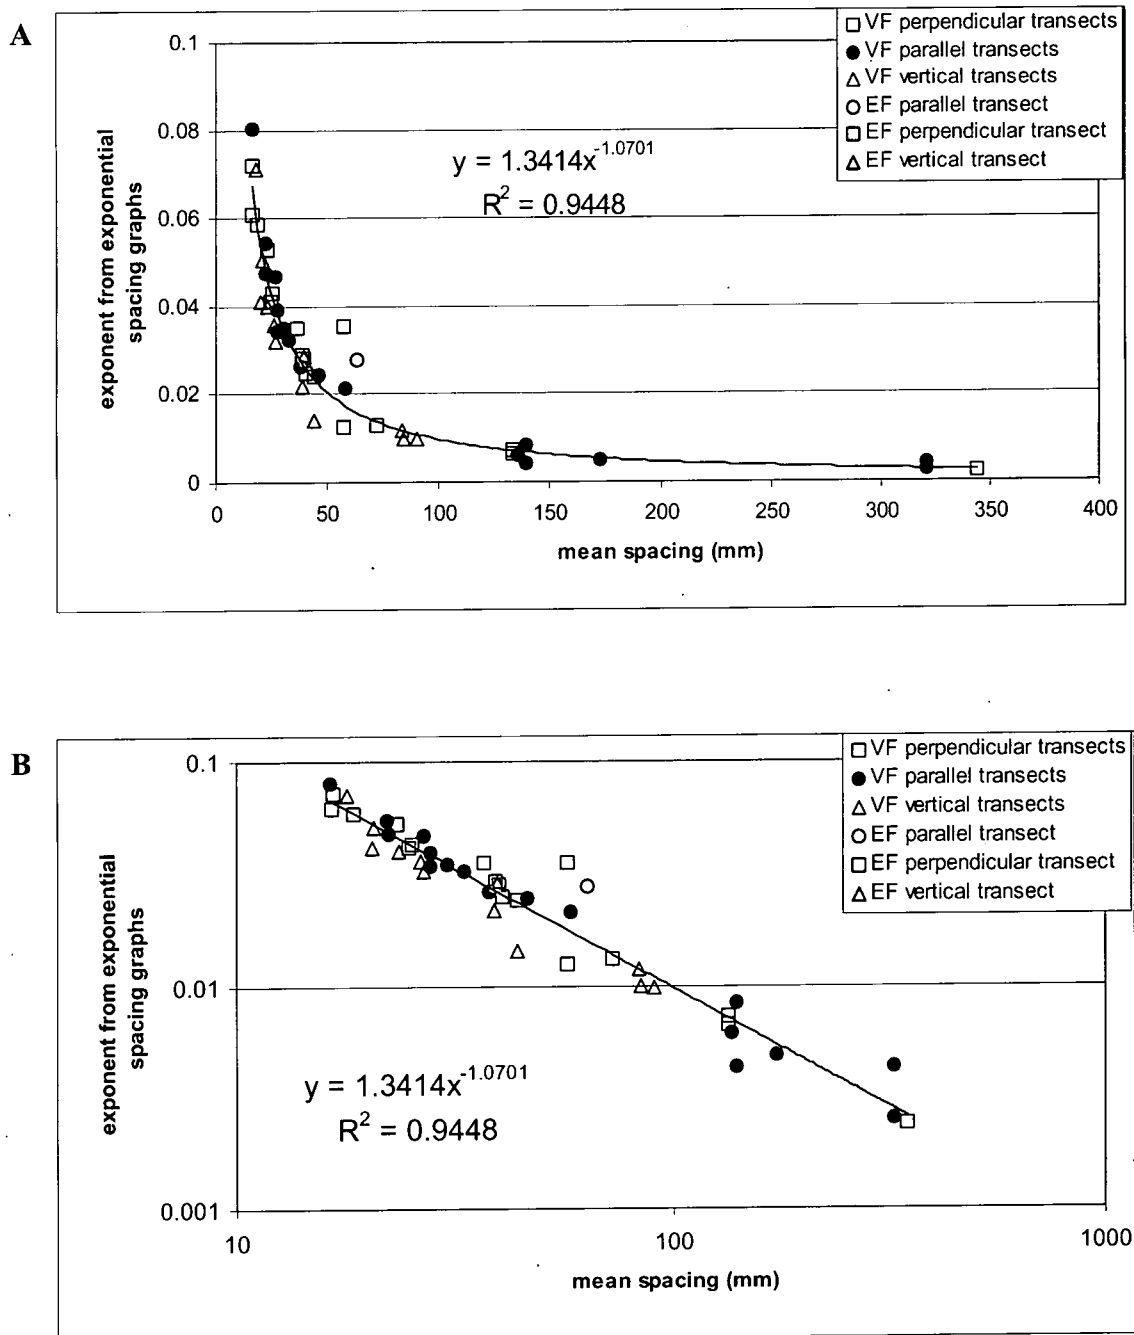 A
VF perpendicular transects
VF parallel transects
VF vertical transects
EF parallel transect
EF perpendicular transect
EF vertical transect
y = 1.3414x^-1.0701
R^2 = 0.9448
exponent from exponential
spacing graphs
0.1
0.08
0.06
0.04
0.02
0
0 50 100 150 200 250 300 350 400
mean spacing (mm)
B
VF perpendicular transects
VF parallel transects
VF vertical transects
EF parallel transect
EF perpendicular transect
EF vertical transect
exponent from exponential
spacing graphs
0.1
0.01
0.001
y = 1.3414x^-1.0701
R^2 = 0.9448
10 100 1000
mean spacing (mm)